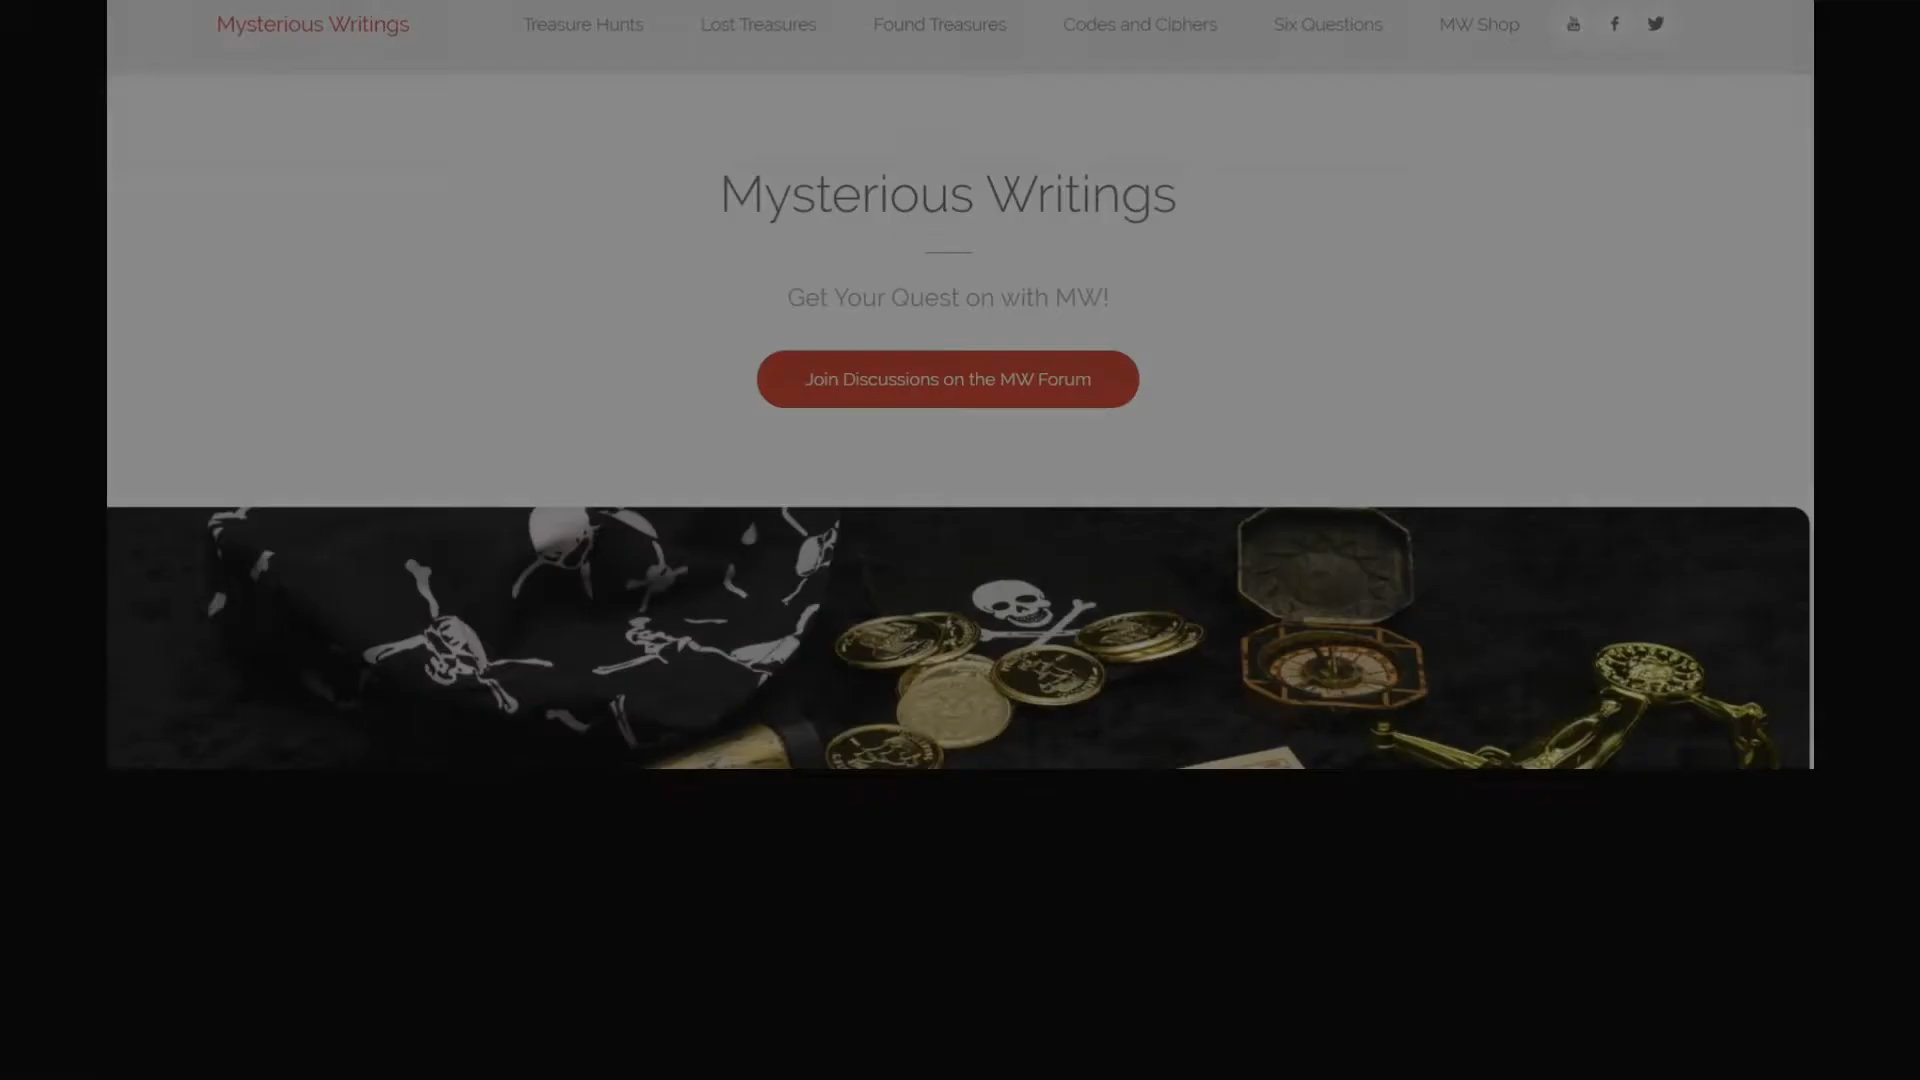 Mysterious Writings Treasure Hunts Lost Treasures Found Treasures Codes and Ciphers Six Questions MW Shop
Mysterious Writings
Get Your Quest on with MW!
Join Discussions on the MW Forum